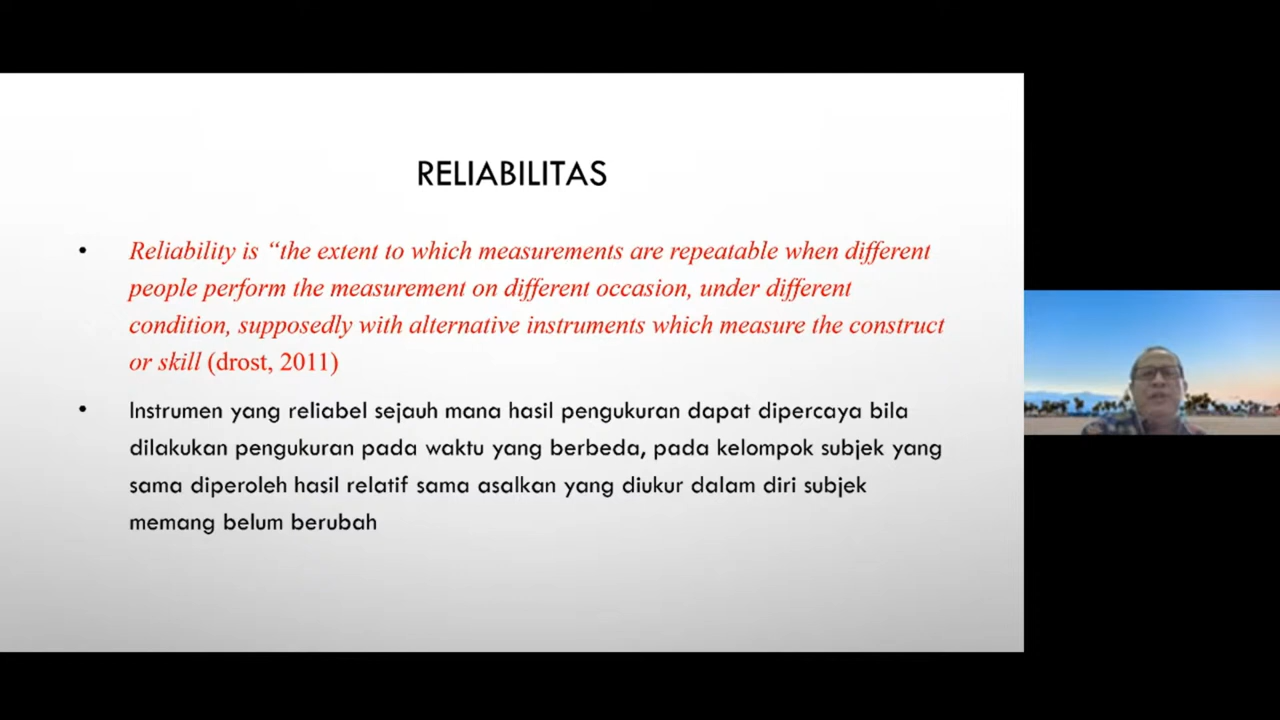 RELIABILITAS
• Reliability is “the extent to which measurements are repeatable when different
people perform the measurement on different occasion, under different
condition, supposedly with alternative instruments which measure the construct
or skill (drost, 2011)
• Instrumen yang reliabel sejauh mana hasil pengukuran dapat dipercaya bila
dilakukan pengukuran pada waktu yang berbeda, pada kelompok subjek yang
sama diperoleh hasil relatif sama asalkan yang diukur dalam diri subjek
memang belum berubah